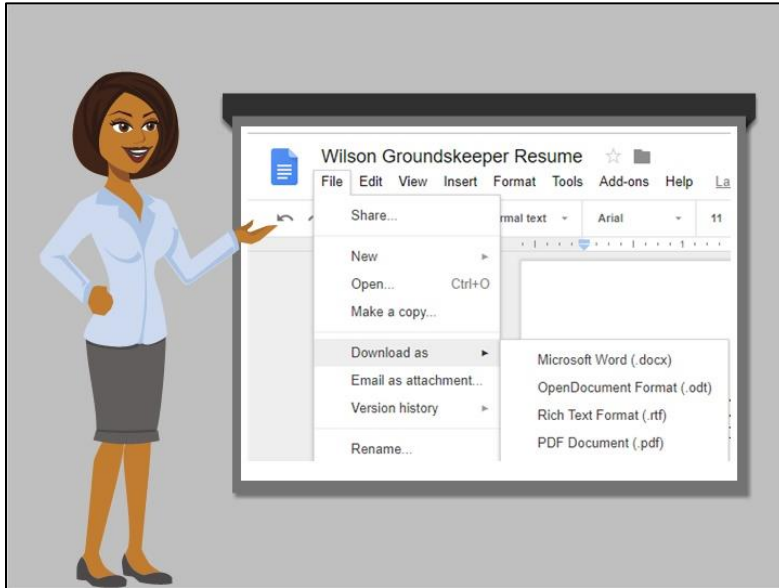 Wilson Groundskeeper Resume
File Edit View Insert Format Tools Add-ons Help La
rmal text Arial 11
Share...
New
Open... Ctrl+O
Make a copy...
Download as
Email as attachment...
Version history
Rename...
Microsoft Word (.docx)
OpenDocument Format (.odt)
Rich Text Format (.rtf)
PDF Document (.pdf)
1